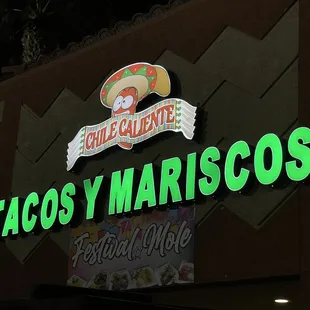 CHILE CALIENTE
TACOS Y MARISCOS
Festival
Mole